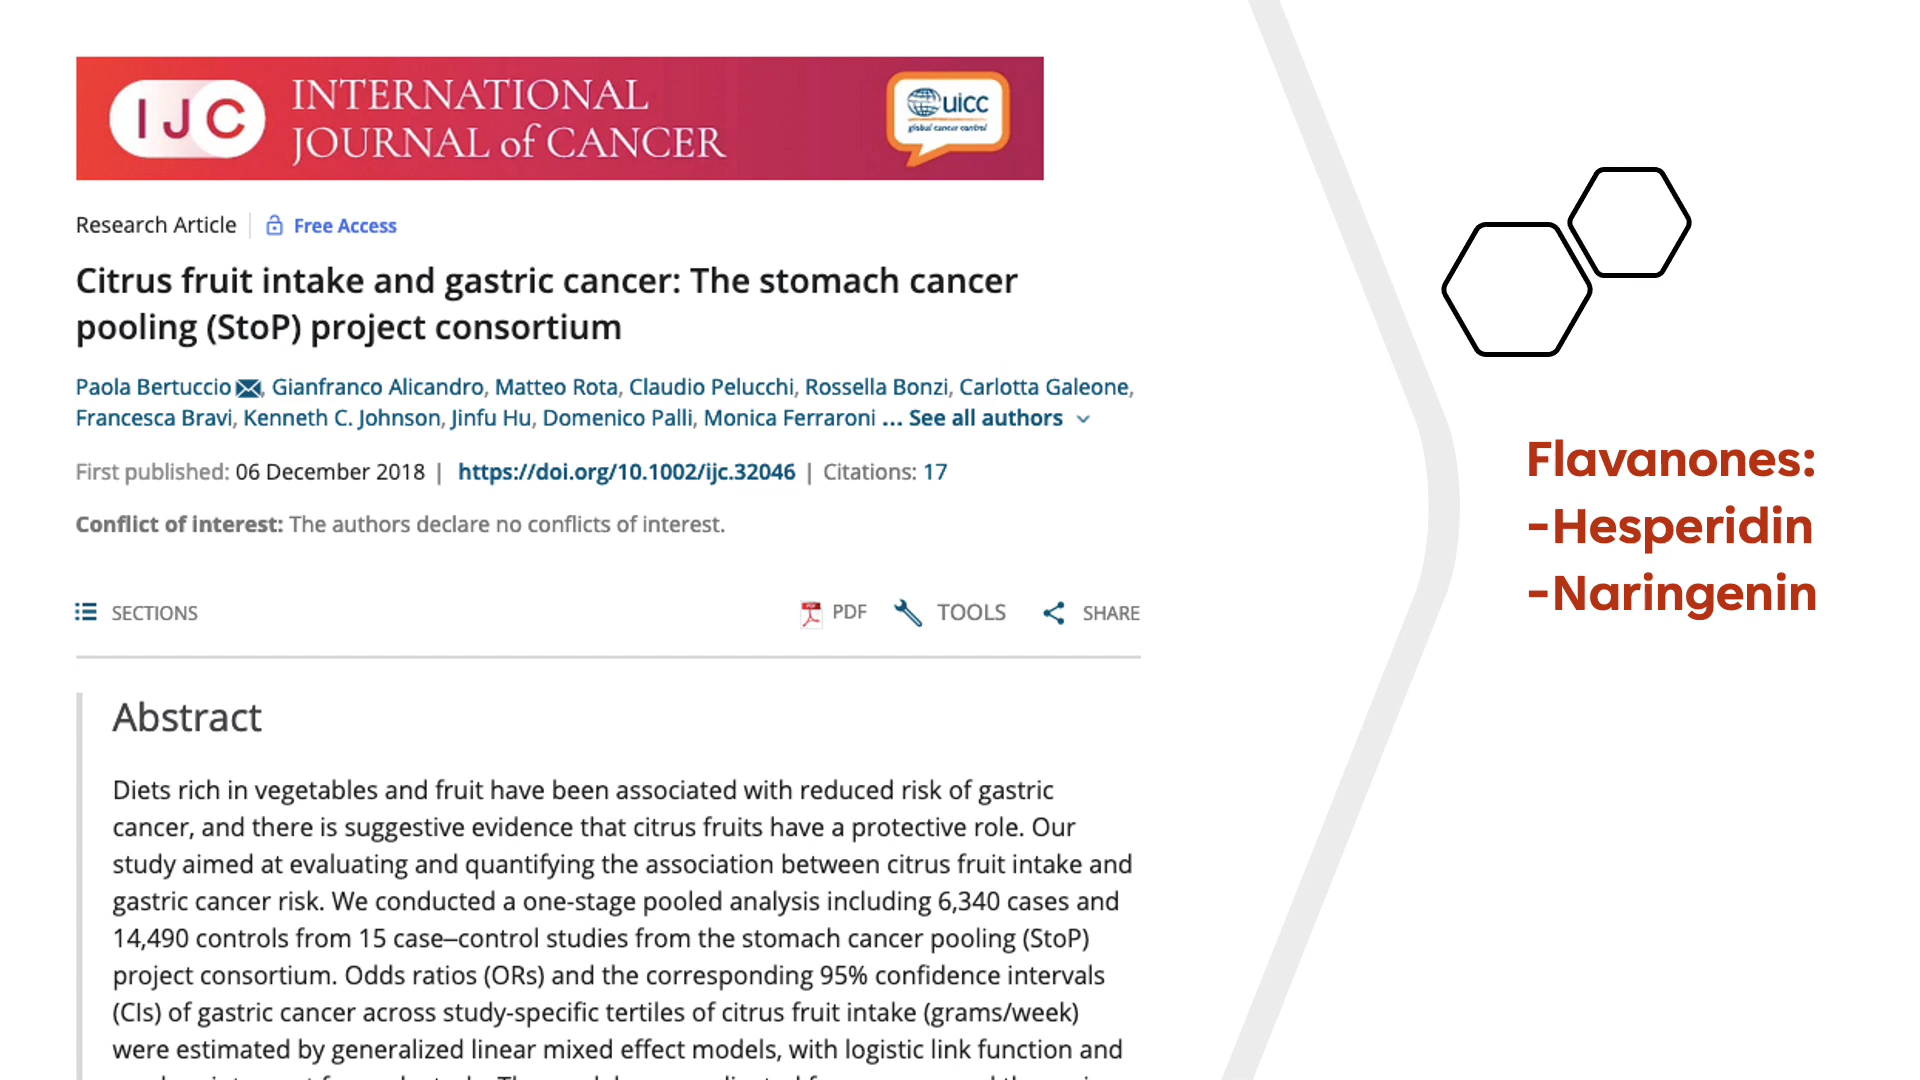 IJC
INTERNATIONAL
JOURNAL of CANCER
uicc
global cancer control
Research Article
Free Access
Citrus fruit intake and gastric cancer: The stomach cancer
pooling (StoP) project consortium
Paola Bertuccio, Gianfranco Alicandro, Matteo Rota, Claudio Pelucchi, Rossella Bonzi, Carlotta Galeone,
Francesca Bravi, Kenneth C. Johnson, Jinfu Hu, Domenico Palli, Monica Ferraroni ... See all authors
First published: 06 December 2018 | https://doi.org/10.1002/ijc.32046 | Citations: 17
Conflict of interest: The authors declare no conflicts of interest.
SECTIONS
PDF
TOOLS
SHARE
Abstract
Diets rich in vegetables and fruit have been associated with reduced risk of gastric
cancer, and there is suggestive evidence that citrus fruits have a protective role. Our
study aimed at evaluating and quantifying the association between citrus fruit intake and
gastric cancer risk. We conducted a one-stage pooled analysis including 6,340 cases and
14,490 controls from 15 case–control studies from the stomach cancer pooling (StoP)
project consortium. Odds ratios (ORs) and the corresponding 95% confidence intervals
(CIs) of gastric cancer across study-specific tertiles of citrus fruit intake (grams/week)
were estimated by generalized linear mixed effect models, with logistic link function and
Flavanones:
-Hesperidin
-Naringenin